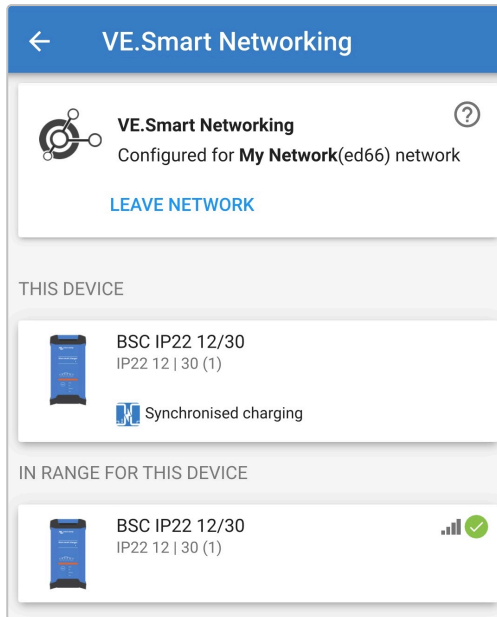 VE.Smart Networking
VE.Smart Networking
Configured for My Network(ed66) network
LEAVE NETWORK
THIS DEVICE
BSC IP22 12/30
IP22 12 | 30 (1)
Synchronised charging
IN RANGE FOR THIS DEVICE
BSC IP22 12/30
IP22 12 | 30 (1)